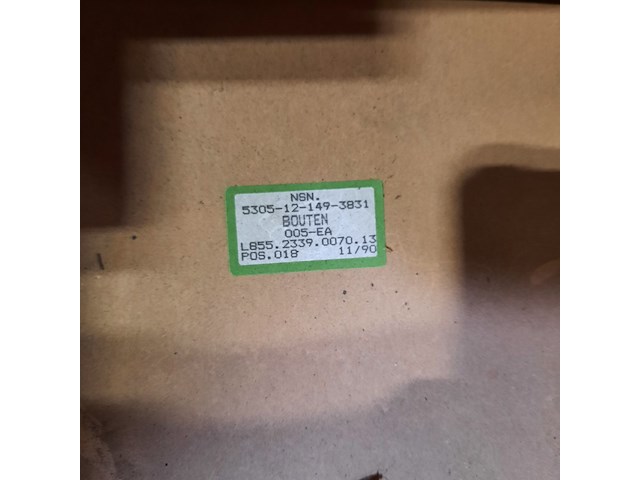 NSN.
5305-12-149-3831
BOUTEN
005-EA
L855.2339.0070.13
POS.018 11/90